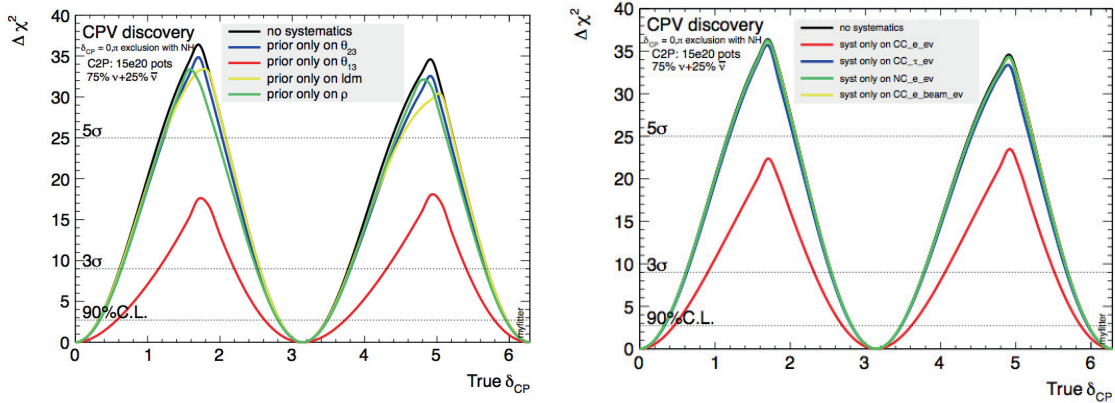 Δ χ²
40
35
30
25
20
15
10
5
0
CPV discovery
δCP = 0,π exclusion with NH
C2P: 15e20 pots
75% ν+25% ν̄
no systematics
prior only on θ23
prior only on θ13
prior only on ldm
prior only on ρ
5σ
3σ
90%C.L.
myfitter
0 1 2 3 4 5 6
True δCP
Δ χ²
40
35
30
25
20
15
10
5
0
CPV discovery
δCP = 0,π exclusion with NH
C2P: 15e20 pots
75% ν+25% ν̄
no systematics
syst only on CC_e_ev
syst only on CC_τ_ev
syst only on NC_e_ev
syst only on CC_e_beam_ev
5σ
3σ
90%C.L.
myfitter
0 1 2 3 4 5 6
True δCP